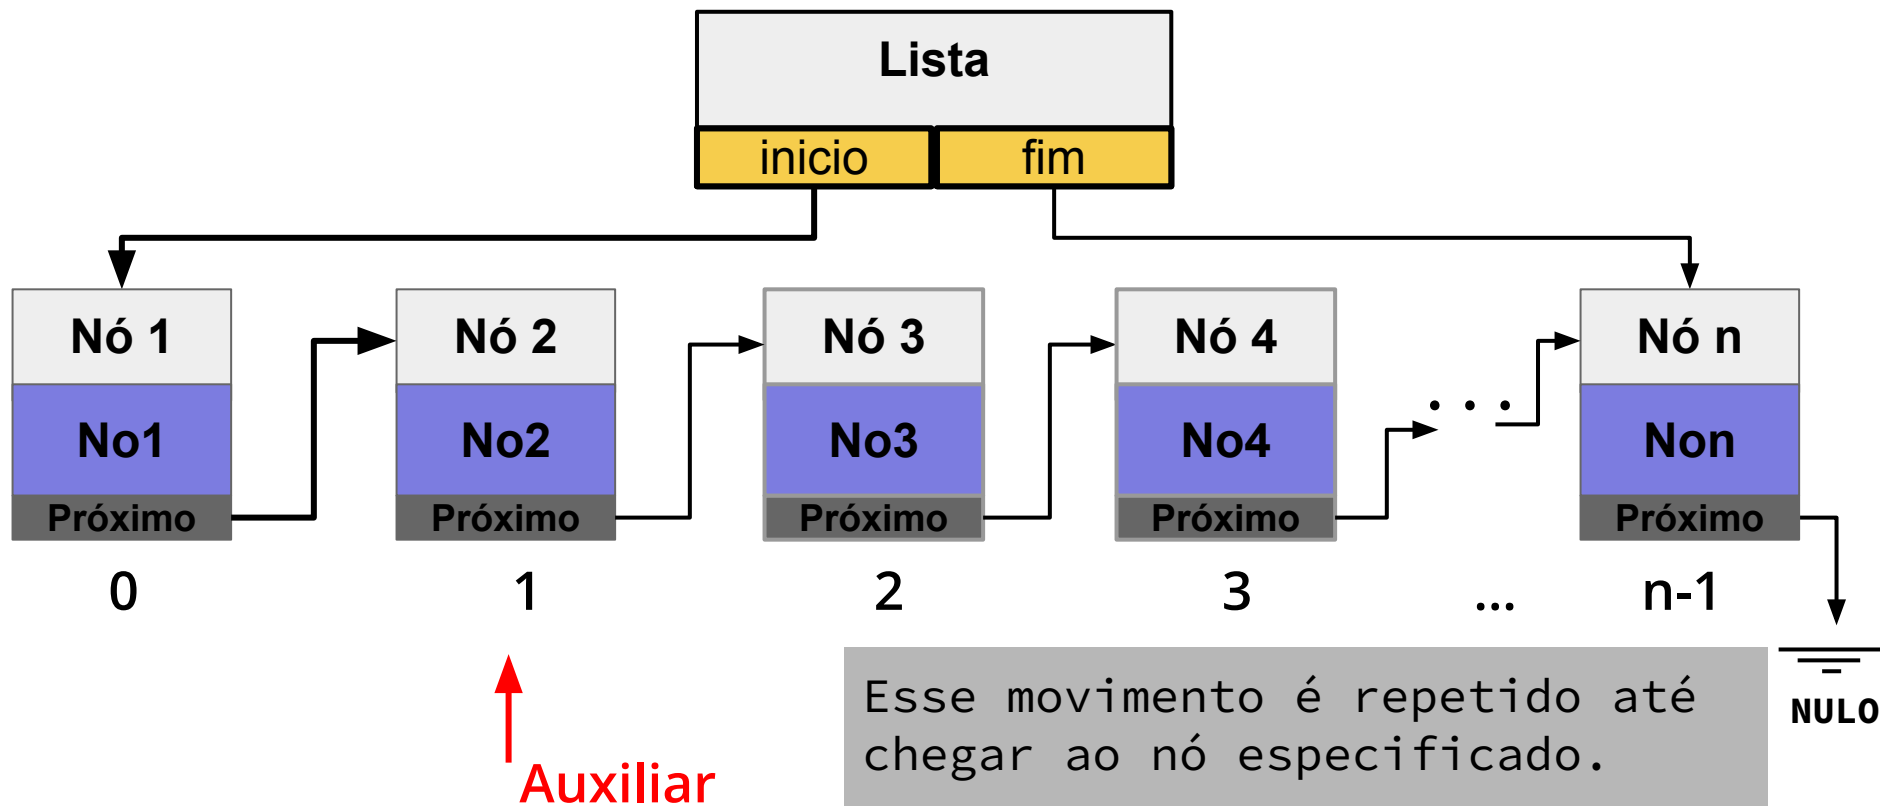 Lista
inicio fim
Nó 1 Nó 2 Nó 3 Nó 4 Nó n
No1 No2 No3 No4 . . . Non
Próximo Próximo Próximo Próximo Próximo
0 1 2 3 ... n-1
Esse movimento é repetido até
chegar ao nó especificado.
NULO
Auxiliar